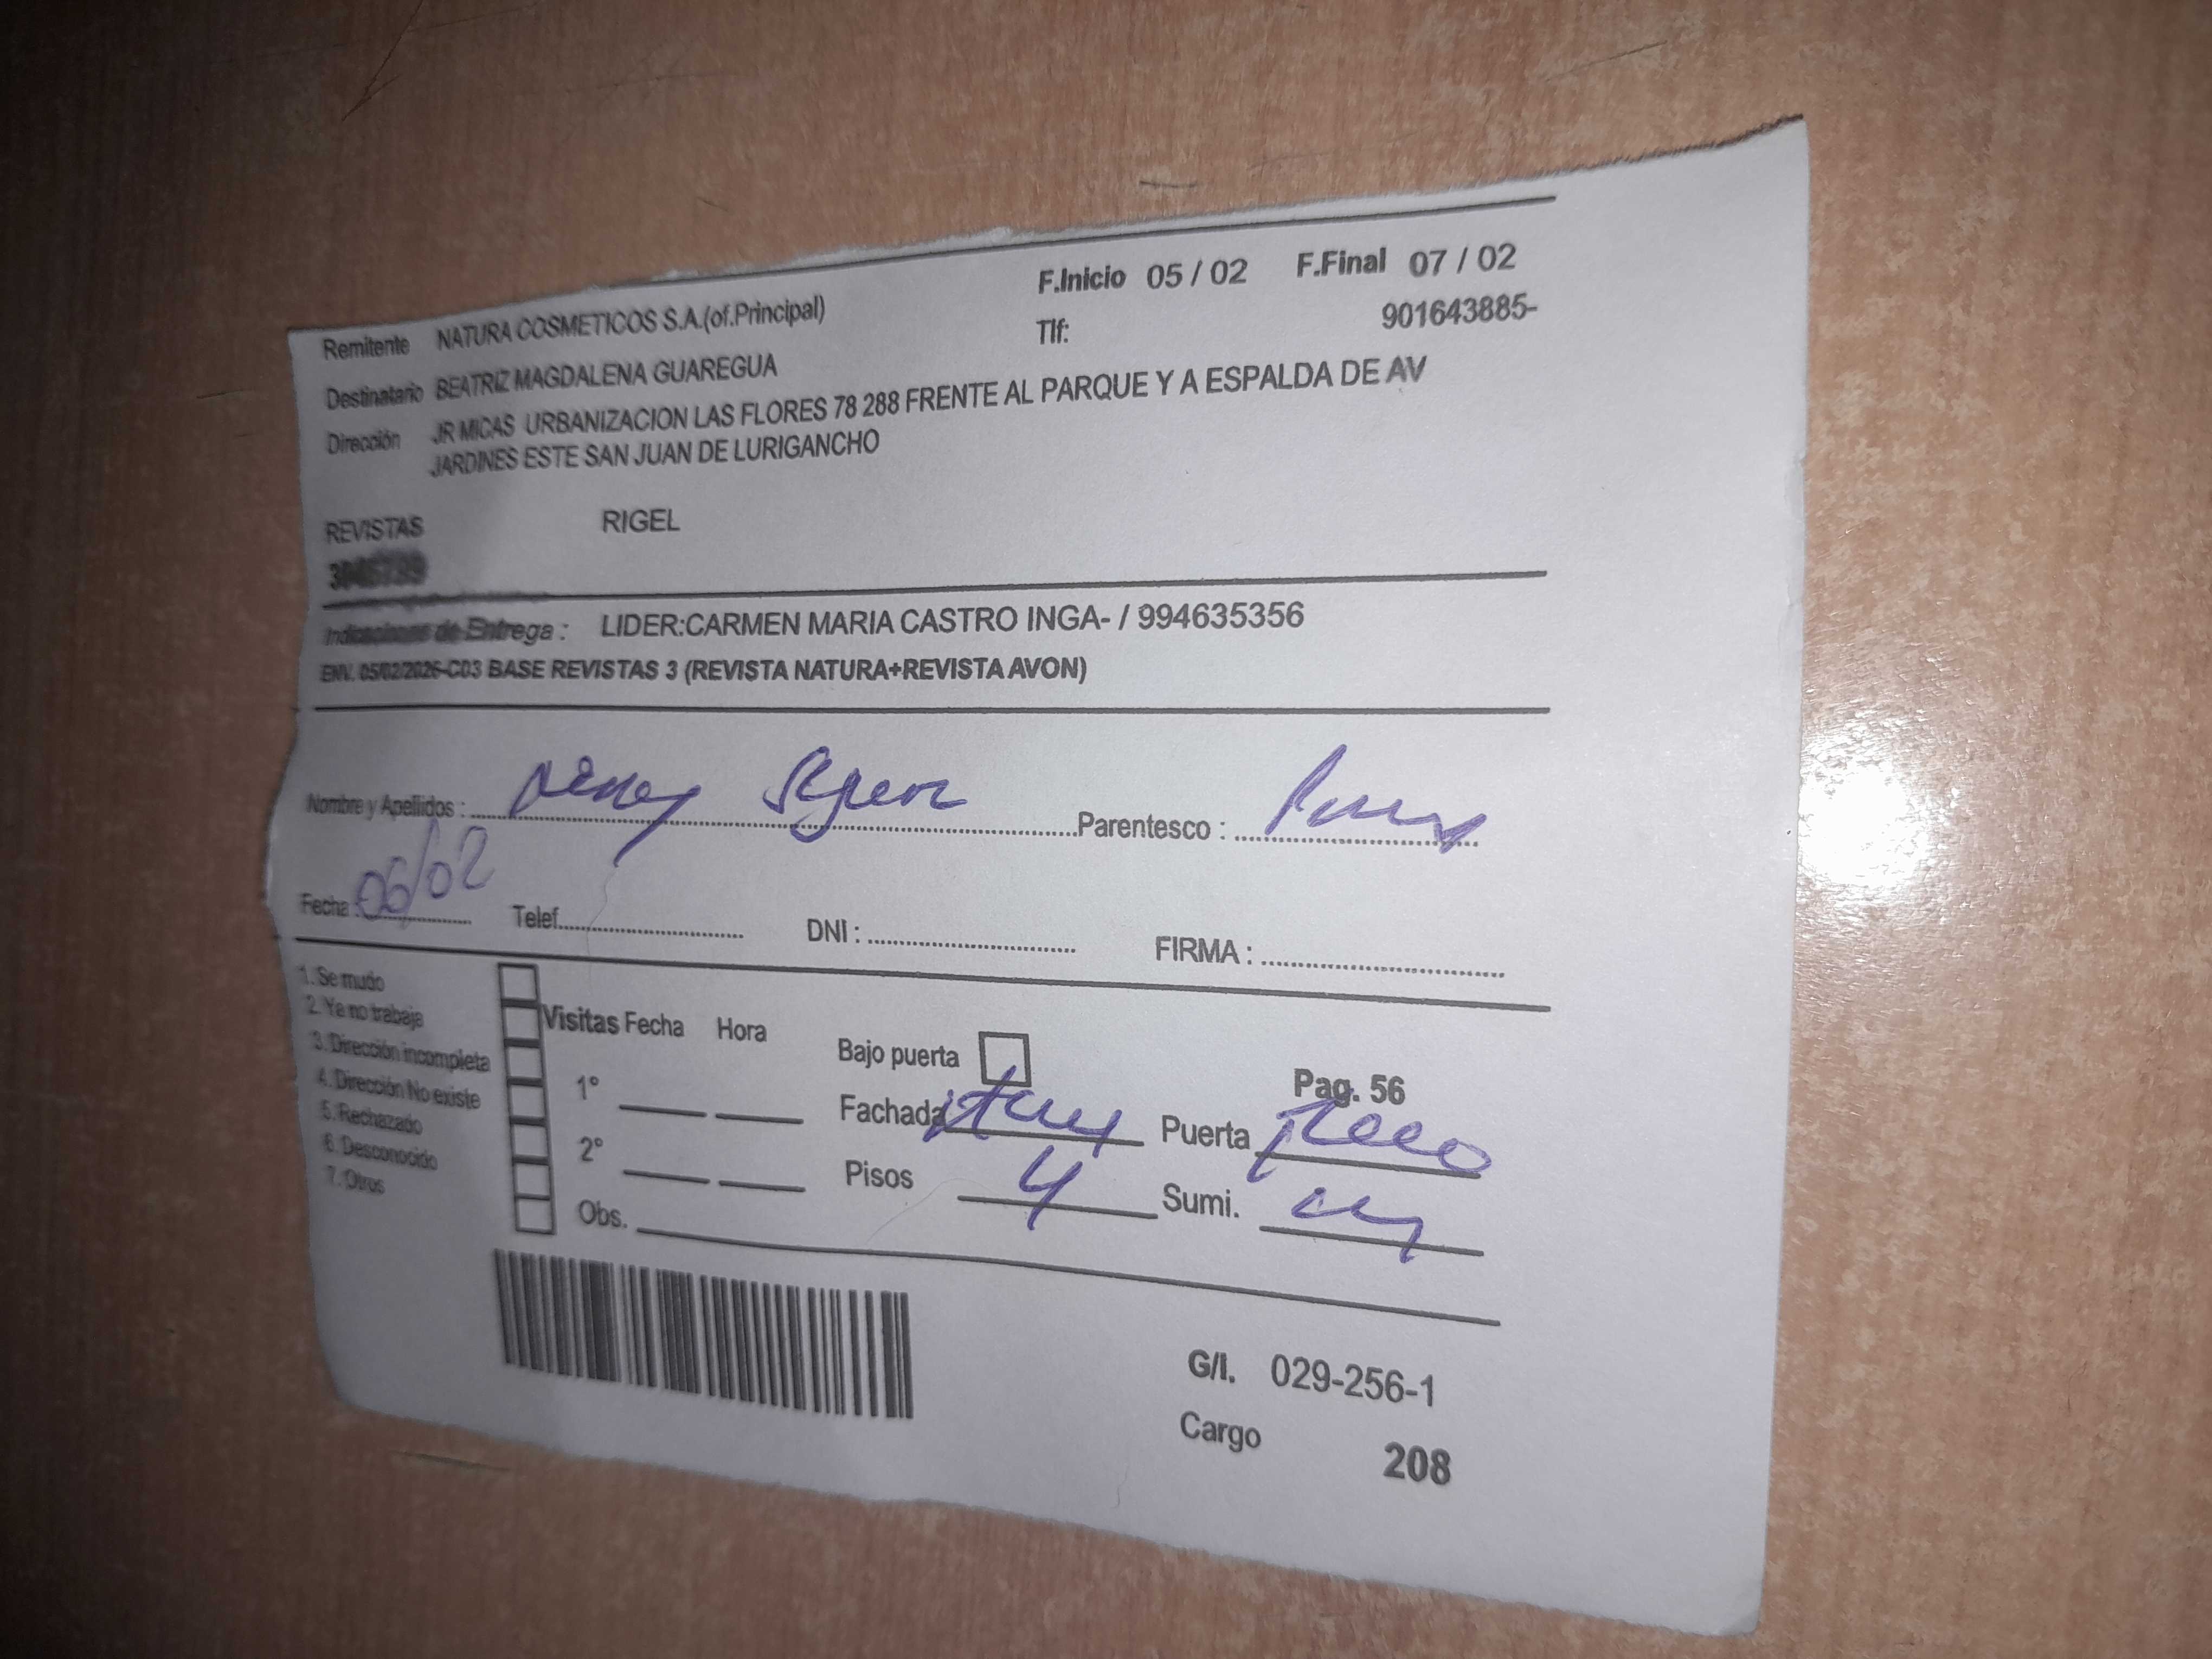 F.Inicio 05 / 02 F.Final 07 / 02
Remitente NATURA COSMETICOS S.A.(of.Principal) Tlf: 901643885-
Destinatario BEATRIZ MAGDALENA GUAREGUA
Dirección JR MICAS URBANIZACION LAS FLORES 78 288 FRENTE AL PARQUE Y A ESPALDA DE AV
JARDINES ESTE SAN JUAN DE LURIGANCHO
REVISTAS RIGEL
Indicaciones de Entrega : LIDER:CARMEN MARIA CASTRO INGA- / 994635356
ENV. 05/02/2026-C03 BASE REVISTAS 3 (REVISTA NATURA+REVISTA AVON)
Nombre y Apellidos : Parentesco :
Fecha : 06/02 Telef. DNI : FIRMA :
1. Se mudo
2. Ya no trabaja
3. Dirección incompleta
4. Dirección No existe
5. Rechazado
6. Desconocido
7. Otros
Visitas Fecha Hora
1°
2°
Obs.
Bajo puerta
Pag. 56
Fachada Puerta
Pisos 4 Sumi.
G/I. 029-256-1
Cargo 208